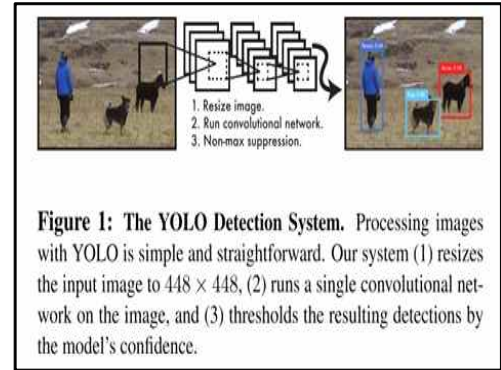 1. Resize image.
2. Run convolutional network.
3. Non-max suppression.
Figure 1: The YOLO Detection System. Processing images
with YOLO is simple and straightforward. Our system (1) resizes
the input image to 448 × 448, (2) runs a single convolutional net-
work on the image, and (3) thresholds the resulting detections by
the model's confidence.